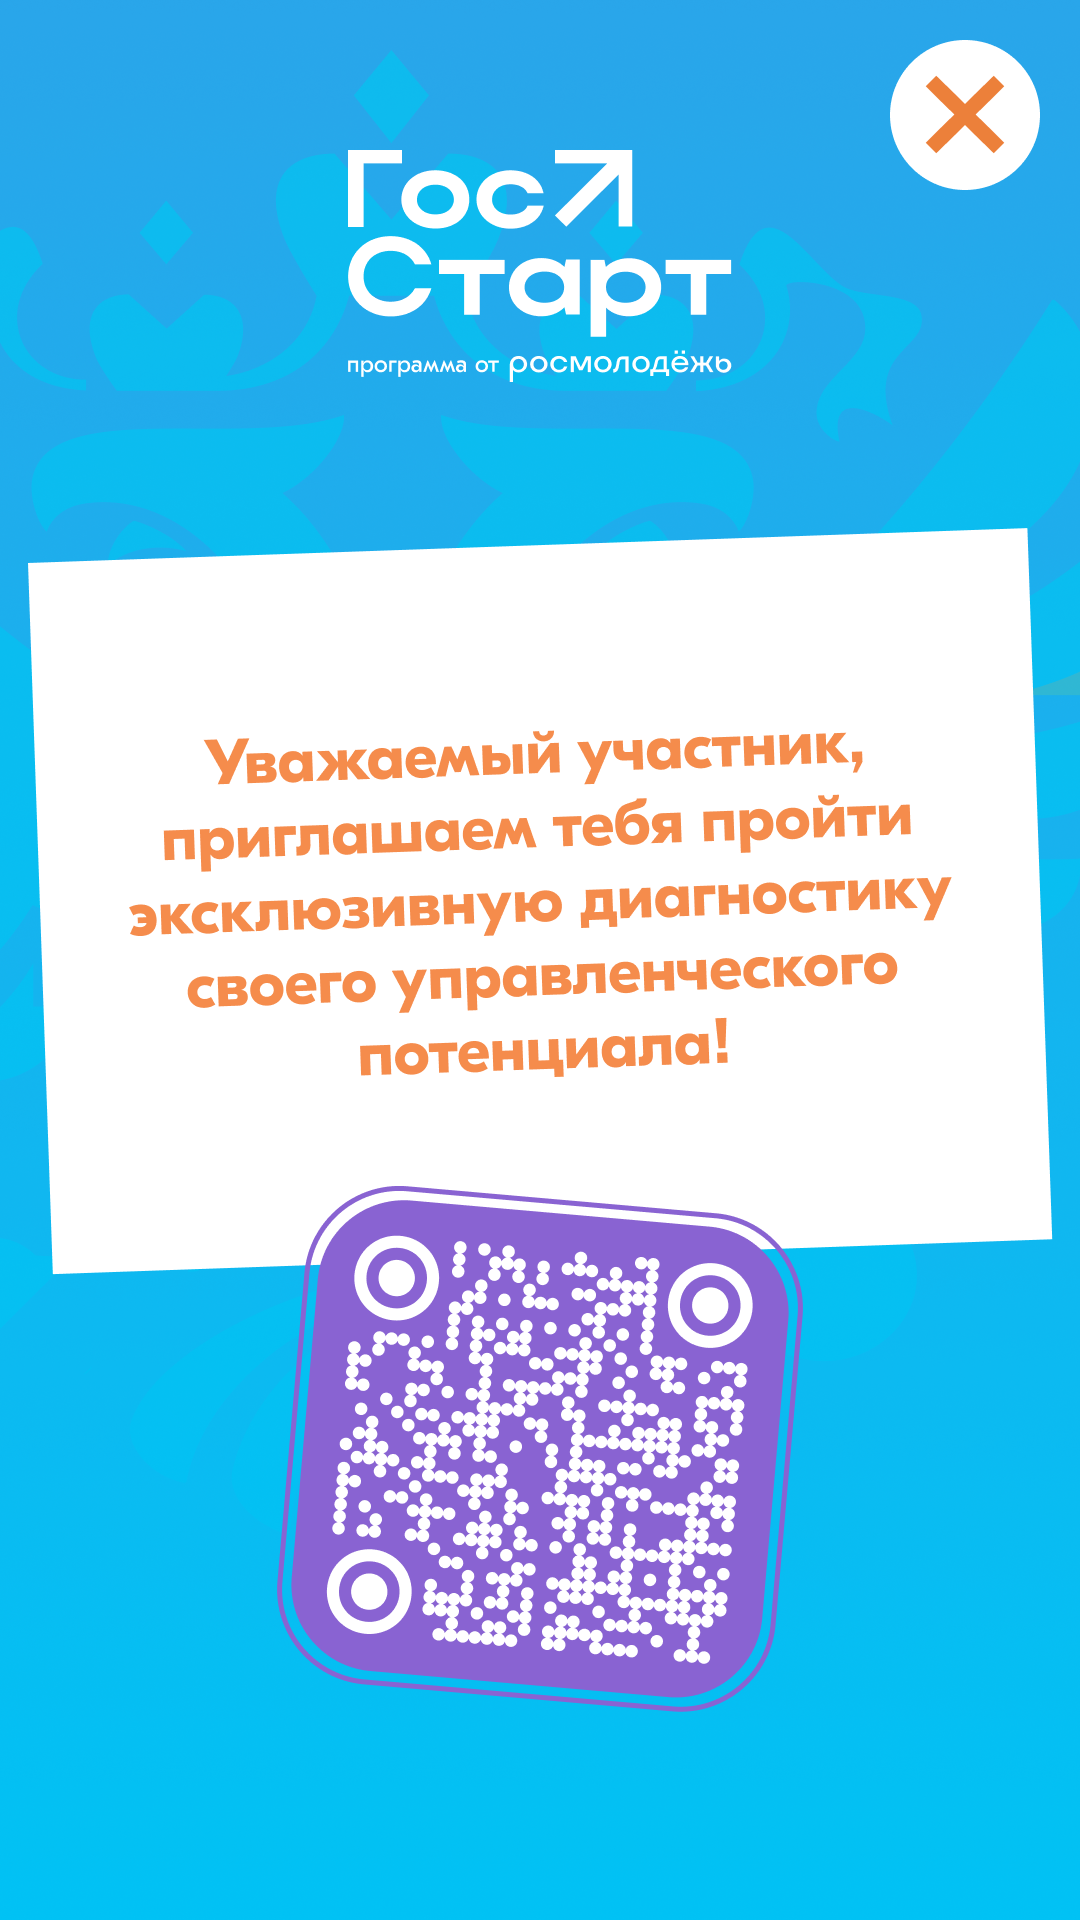 Гос
Старт
программа от росмолодёжь
Уважаемый участник,
приглашаем тебя пройти
эксклюзивную диагностику
своего управленческого
потенциала!